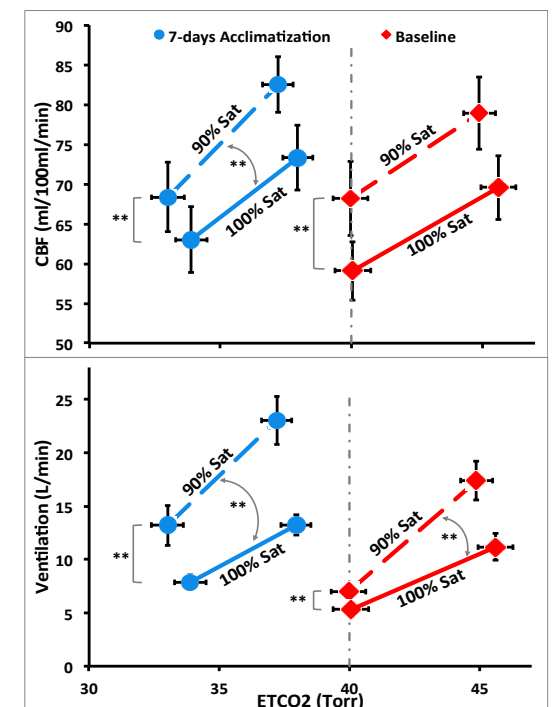 7-days Acclimatization
Baseline
90
85
80
75
70
65
60
55
50
CBF (ml/100ml/min)
90% Sat
**
100% Sat
**
90% Sat
100% Sat
**
25
20
15
10
5
0
Ventilation (L/min)
90% Sat
**
100% Sat
**
90% Sat
**
100% Sat
**
30
35
40
45
ETCO2 (Torr)